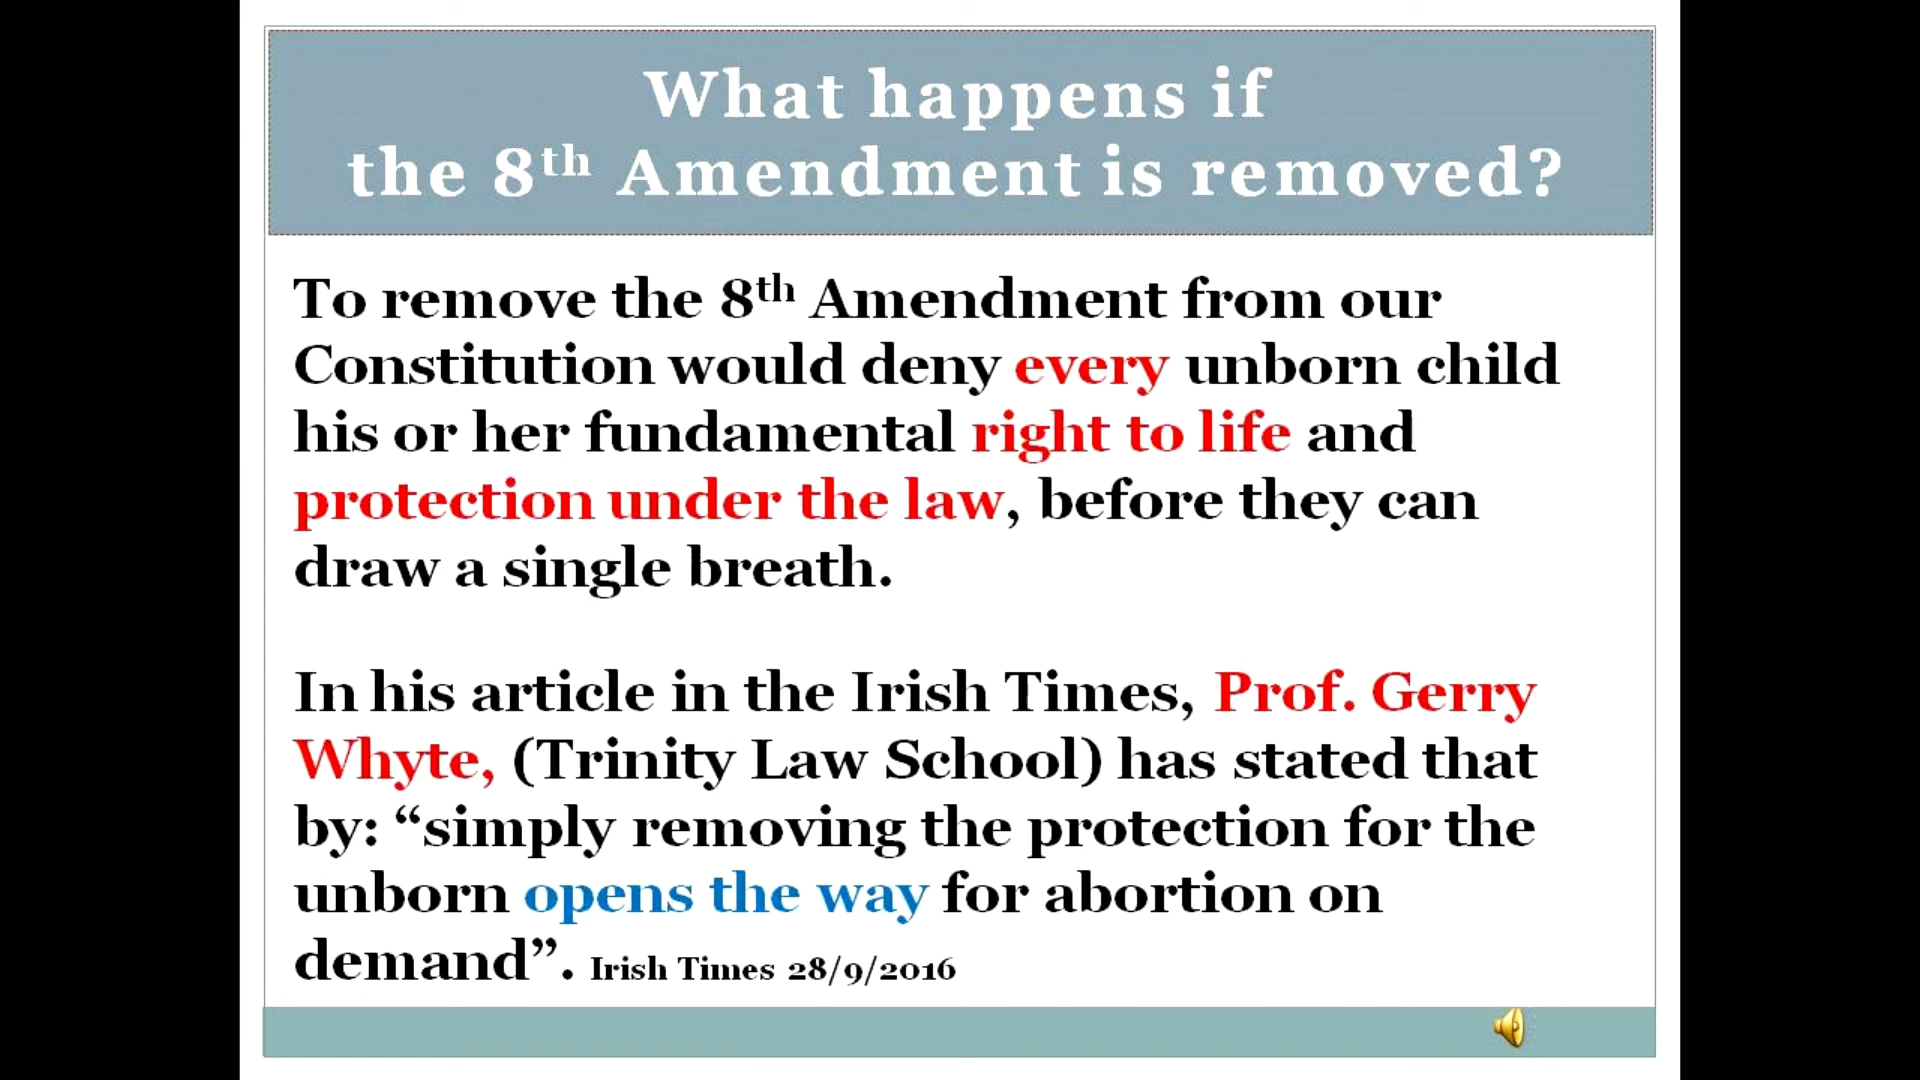 What happens if
the 8th Amendment is removed?
To remove the 8th Amendment from our
Constitution would deny every unborn child
his or her fundamental right to life and
protection under the law, before they can
draw a single breath.
In his article in the Irish Times, Prof. Gerry
Whyte, (Trinity Law School) has stated that
by: “simply removing the protection for the
unborn opens the way for abortion on
demand”. Irish Times 28/9/2016